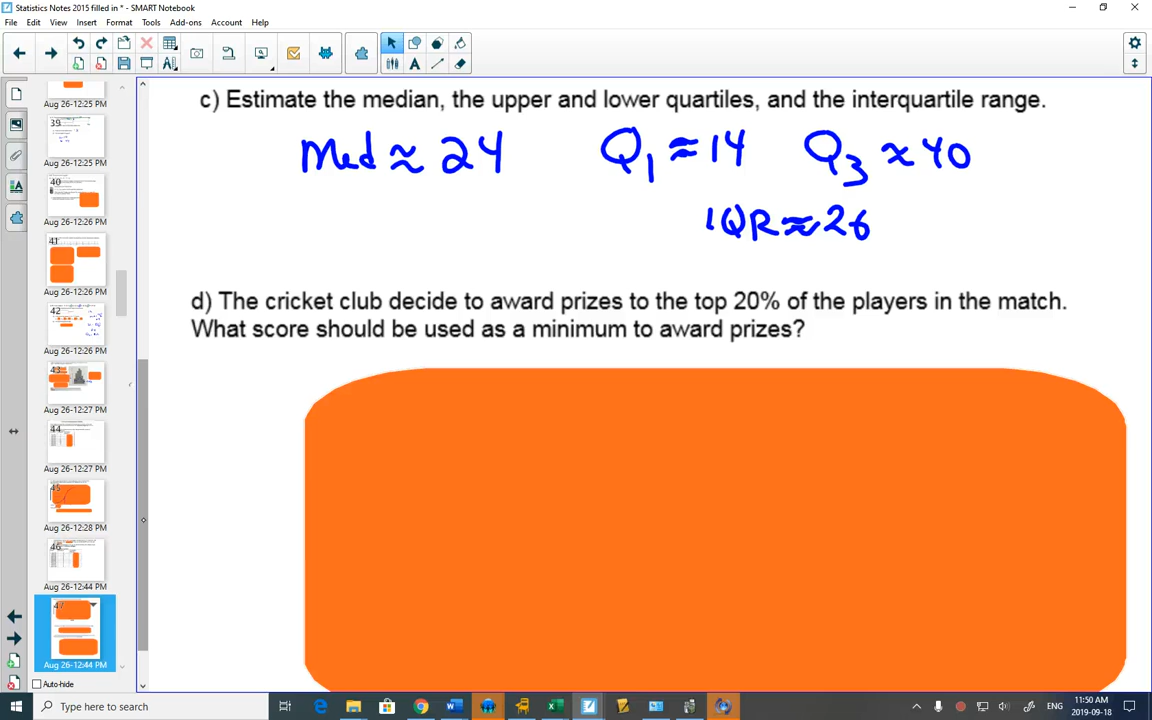 Statistics Notes 2015 filled in * - SMART Notebook
File Edit View Insert Format Tools Add-ons Account Help
Aug 26-12:25 PM
39
Aug 26-12:25 PM
40
Aug 26-12:26 PM
41
Aug 26-12:26 PM
42
Aug 26-12:26 PM
43
Aug 26-12:27 PM
44
Aug 26-12:27 PM
45
Aug 26-12:28 PM
46
Aug 26-12:44 PM
47
Aug 26-12:44 PM
Auto-hide
c) Estimate the median, the upper and lower quartiles, and the interquartile range.
Med ≈ 24 Q1 ≈ 14 Q3 ≈ 40
IQR ≈ 26
d) The cricket club decide to award prizes to the top 20% of the players in the match.
What score should be used as a minimum to award prizes?
Type here to search
ENG
11:50 AM
2019-09-18